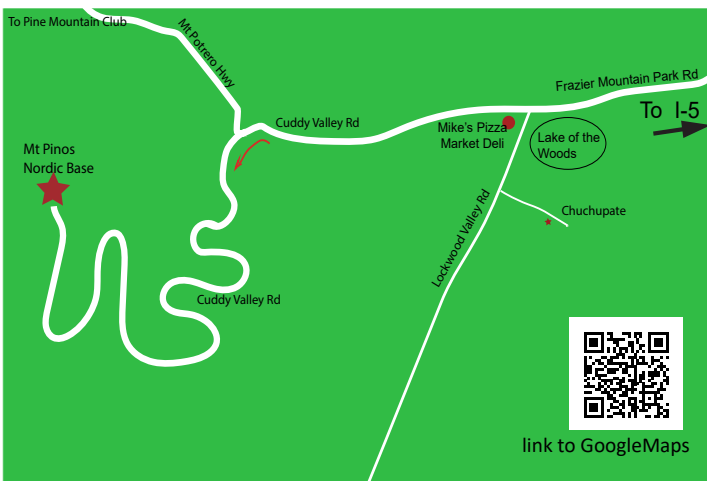 To Pine Mountain Club
Mt Potrero Hwy
Frazier Mountain Park Rd
To I-5
Cuddy Valley Rd
Mike's Pizza
Market Deli
Lake of the
Woods
Mt Pinos
Nordic Base
Lockwood Valley Rd
Chuchupate
Cuddy Valley Rd
link to GoogleMaps